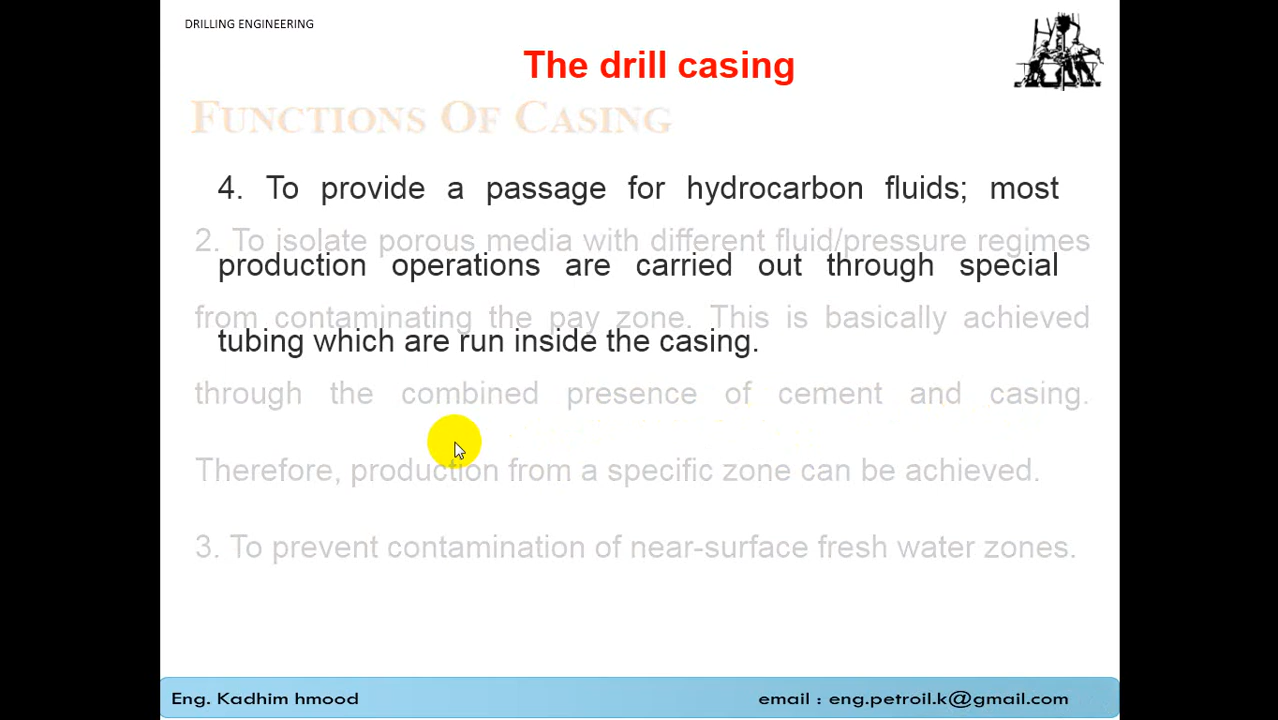 DRILLING ENGINEERING
The drill casing
FUNCTIONS OF CASING
4. To provide a passage for hydrocarbon fluids; most
2. To isolate porous media with different fluid/pressure regimes
production operations are carried out through special
from contaminating the pay zone. This is basically achieved
tubing which are run inside the casing.
through the combined presence of cement and casing.
Therefore, production from a specific zone can be achieved.
3. To prevent contamination of near-surface fresh water zones.
Eng. Kadhim hmood
email : eng.petroil.k@gmail.com